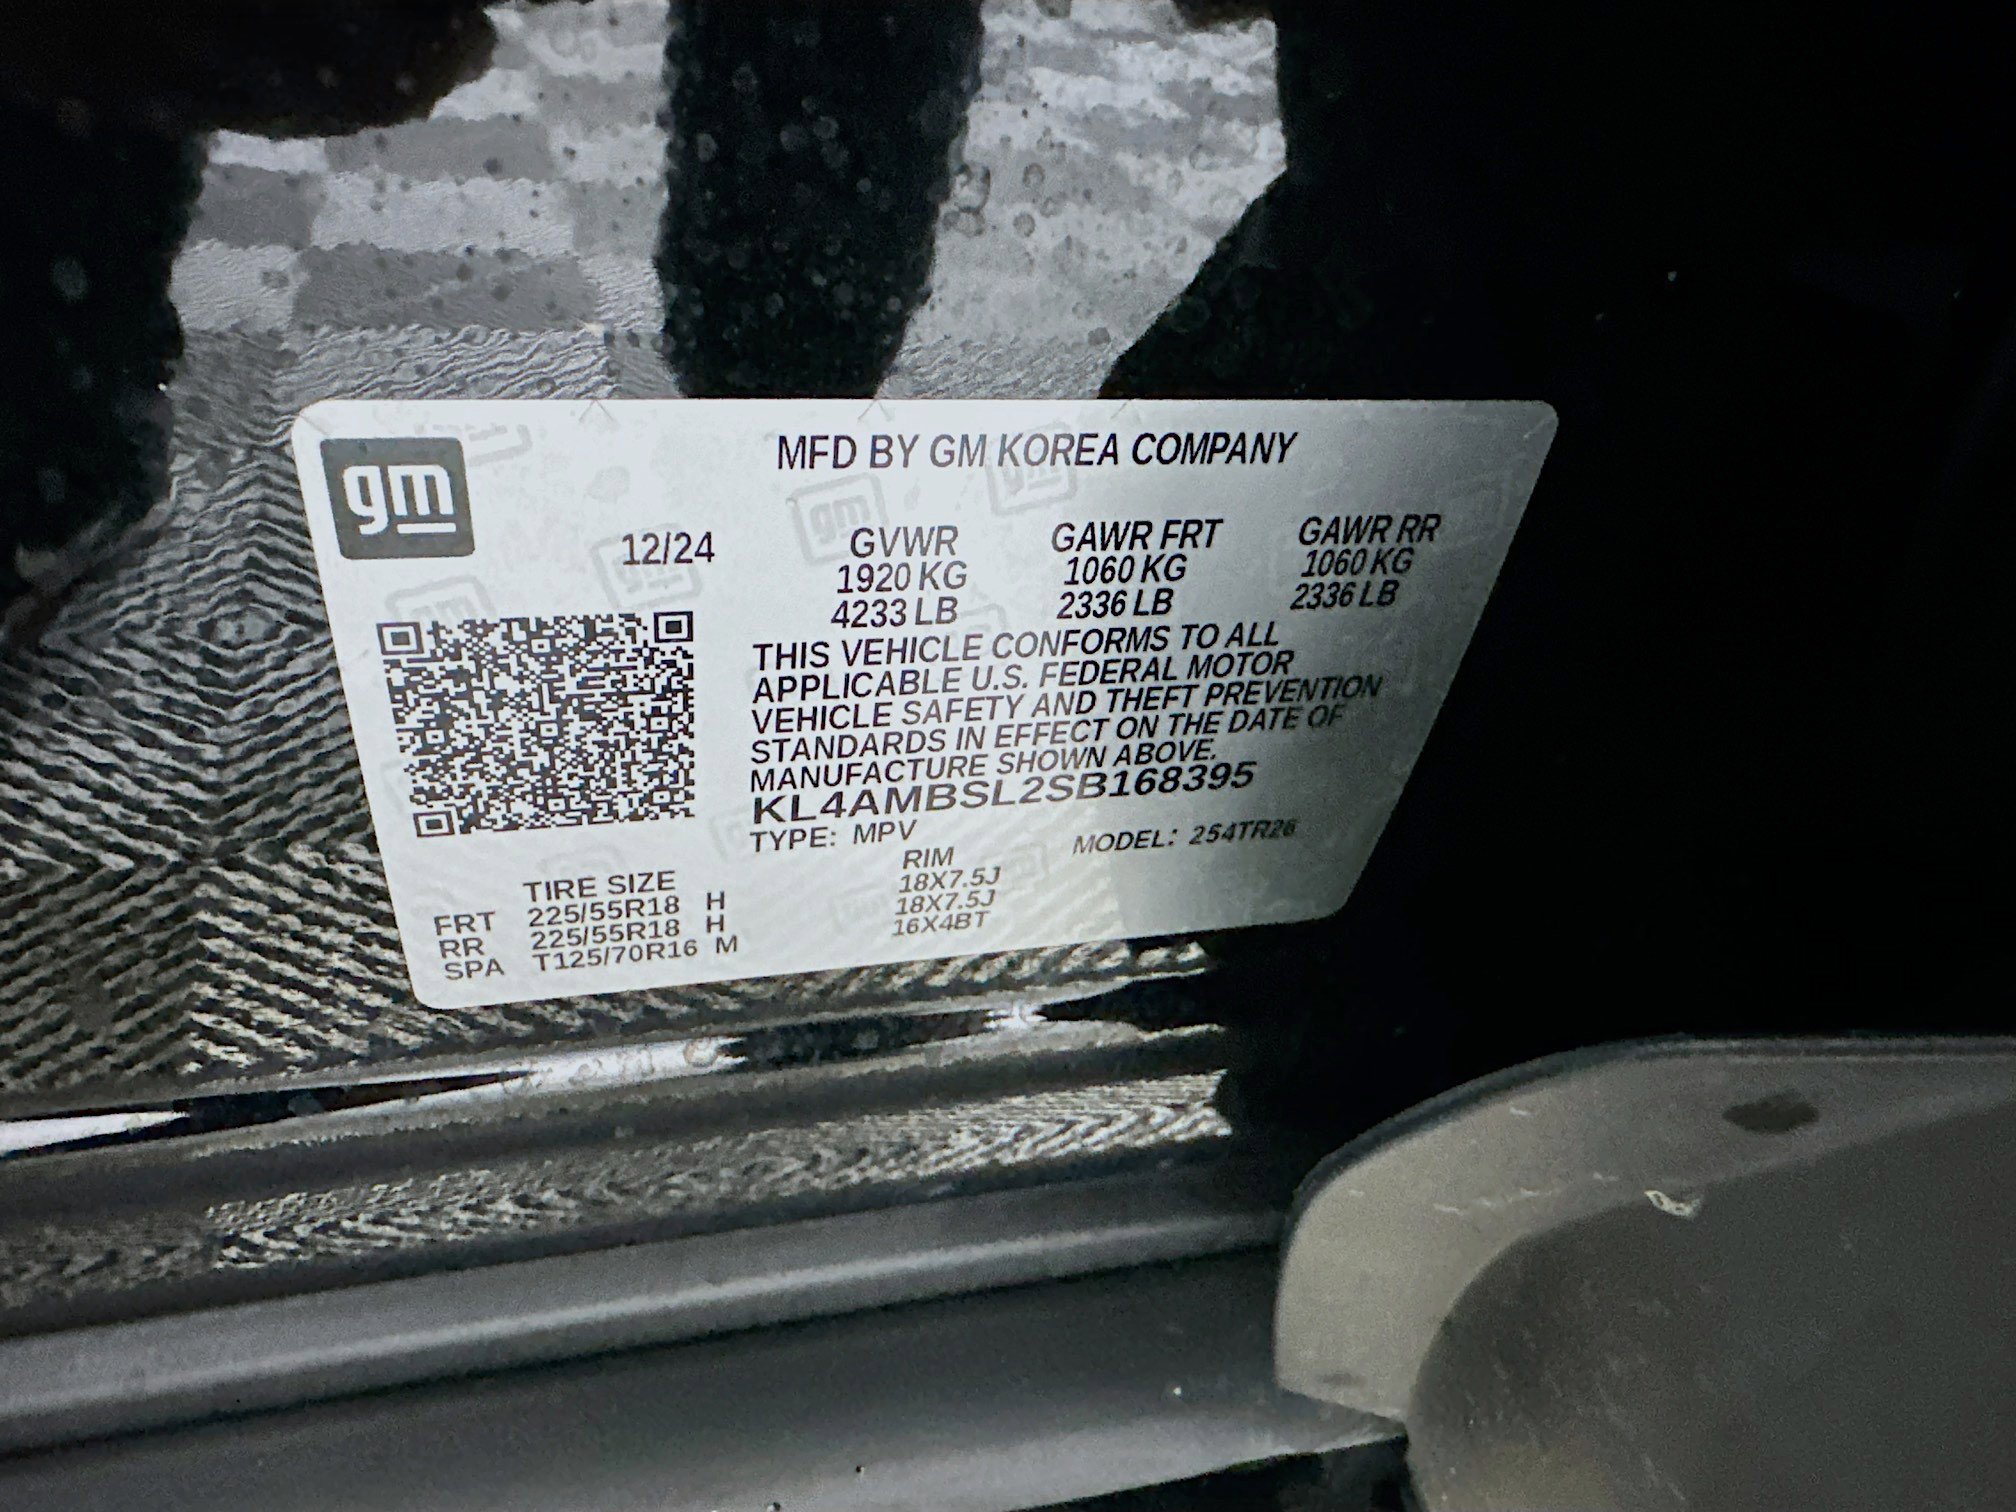 gm
MFD BY GM KOREA COMPANY
12/24
GVWR GAWR FRT GAWR RR
1920 KG 1060 KG 1060 KG
4233 LB 2336 LB 2336 LB
THIS VEHICLE CONFORMS TO ALL
APPLICABLE U.S. FEDERAL MOTOR
VEHICLE SAFETY AND THEFT PREVENTION
STANDARDS IN EFFECT ON THE DATE OF
MANUFACTURE SHOWN ABOVE.
KL4AMBSL2SB168395
TYPE: MPV MODEL: 254TR26
TIRE SIZE RIM
FRT 225/55R18 H 18X7.5J
RR 225/55R18 H 18X7.5J
SPA T125/70R16 M 16X4BT